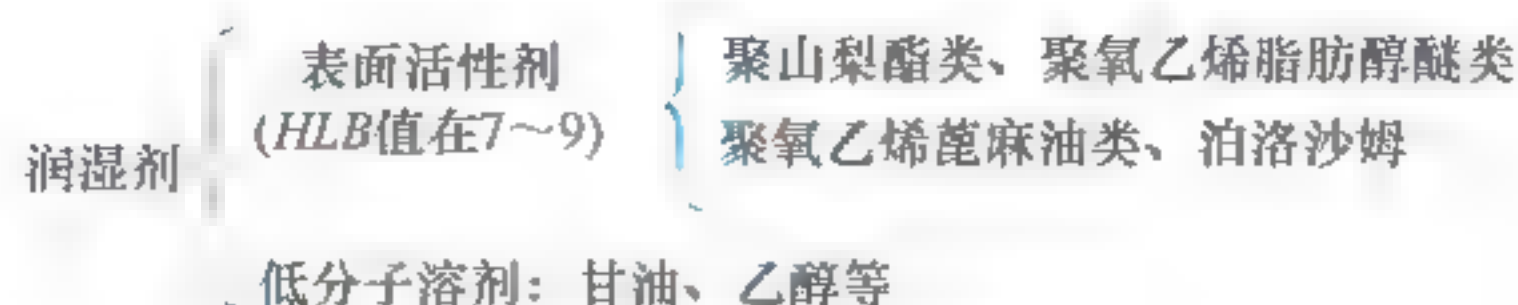 表面活性剂
(HLB值在7~9)
聚山梨酯类、聚氧乙烯脂肪醇醚类
聚氧乙烯蓖麻油类、泊洛沙姆
润湿剂
低分子溶剂：甘油、乙醇等